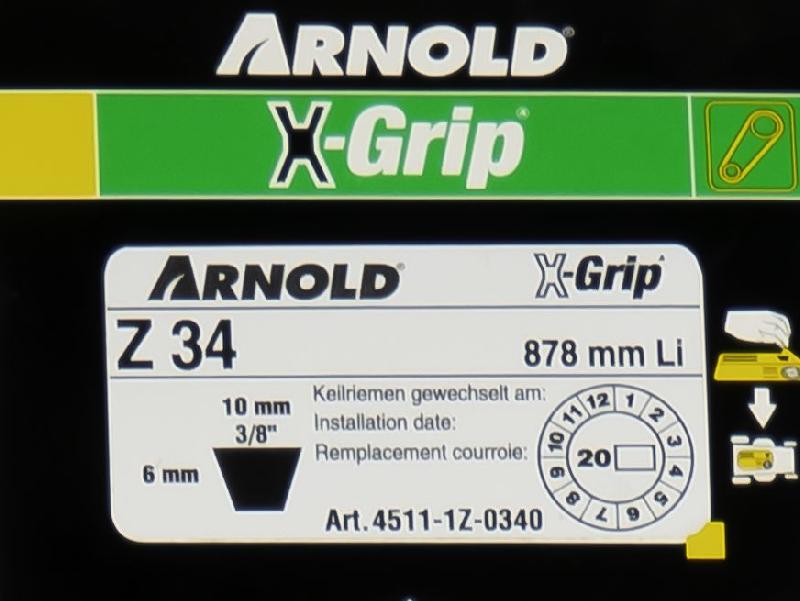 ARNOLD®
X-Grip®
ARNOLD®
X-Grip
Z 34
878 mm Li
10 mm
3/8"
6 mm
Keilriemen gewechselt am:
Installation date:
Remplacement courroie:
1 2 3 4 5 6 7 8 9 10 11 12
20
Art. 4511-1Z-0340